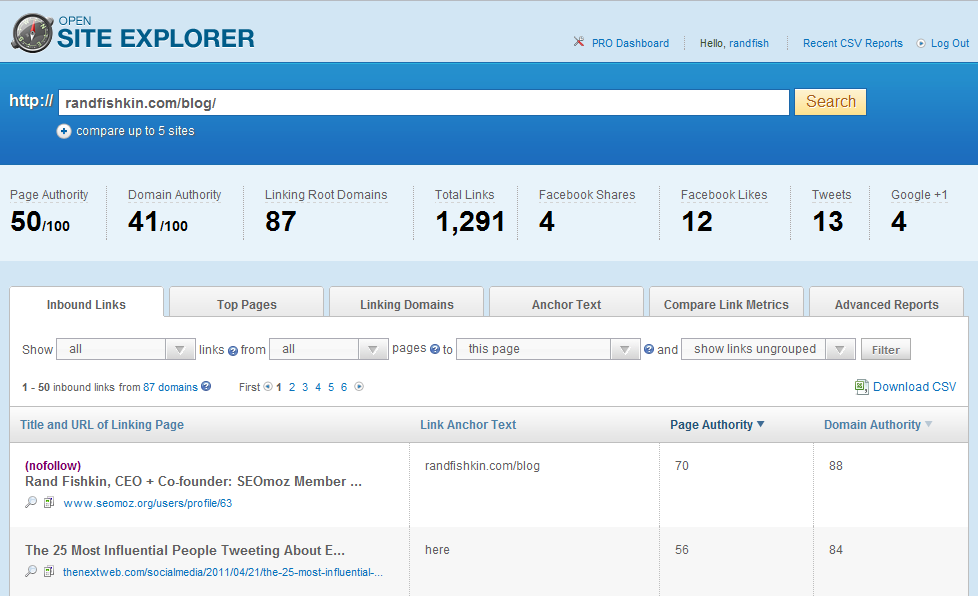 OPEN
SITE EXPLORER
PRO Dashboard Hello, randfish Recent CSV Reports Log Out
http:// randfishkin.com/blog/ Search
compare up to 5 sites
Page Authority Domain Authority Linking Root Domains Total Links Facebook Shares Facebook Likes Tweets Google +1
50/100 41/100 87 1,291 4 12 13 4
Inbound Links Top Pages Linking Domains Anchor Text Compare Link Metrics Advanced Reports
Show all links from all pages to this page and show links ungrouped Filter
1 - 50 inbound links from 87 domains First 1 2 3 4 5 6 Download CSV
Title and URL of Linking Page Link Anchor Text Page Authority Domain Authority
(nofollow) randfishkin.com/blog 70 88
Rand Fishkin, CEO + Co-founder: SEOmoz Member ...
www.seomoz.org/users/profile/63
The 25 Most Influential People Tweeting About E... here 56 84
thenextweb.com/socialmedia/2011/04/21/the-25-most-influential-...